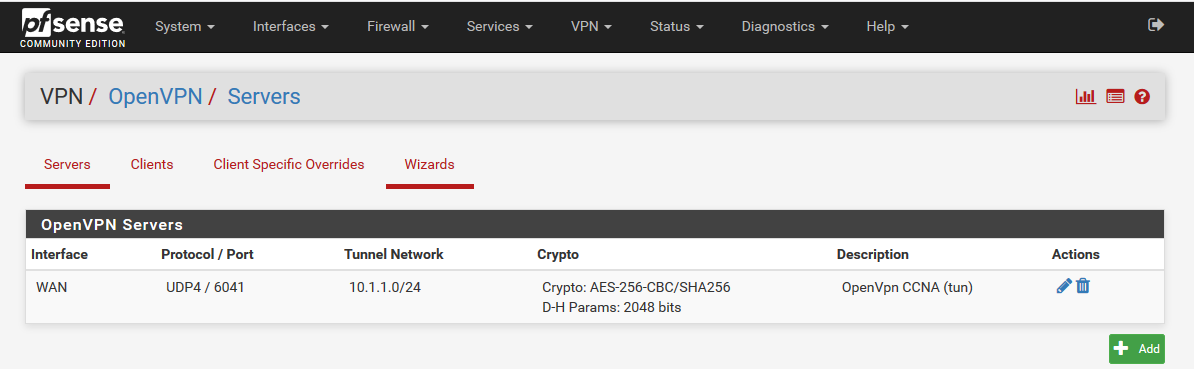 pfsense System Interfaces Firewall Services VPN Status Diagnostics Help
COMMUNITY EDITION
VPN / OpenVPN / Servers
Servers Clients Client Specific Overrides Wizards
OpenVPN Servers
Interface Protocol / Port Tunnel Network Crypto Description Actions
WAN UDP4 / 6041 10.1.1.0/24 Crypto: AES-256-CBC/SHA256 OpenVpn CCNA (tun)
D-H Params: 2048 bits
Add